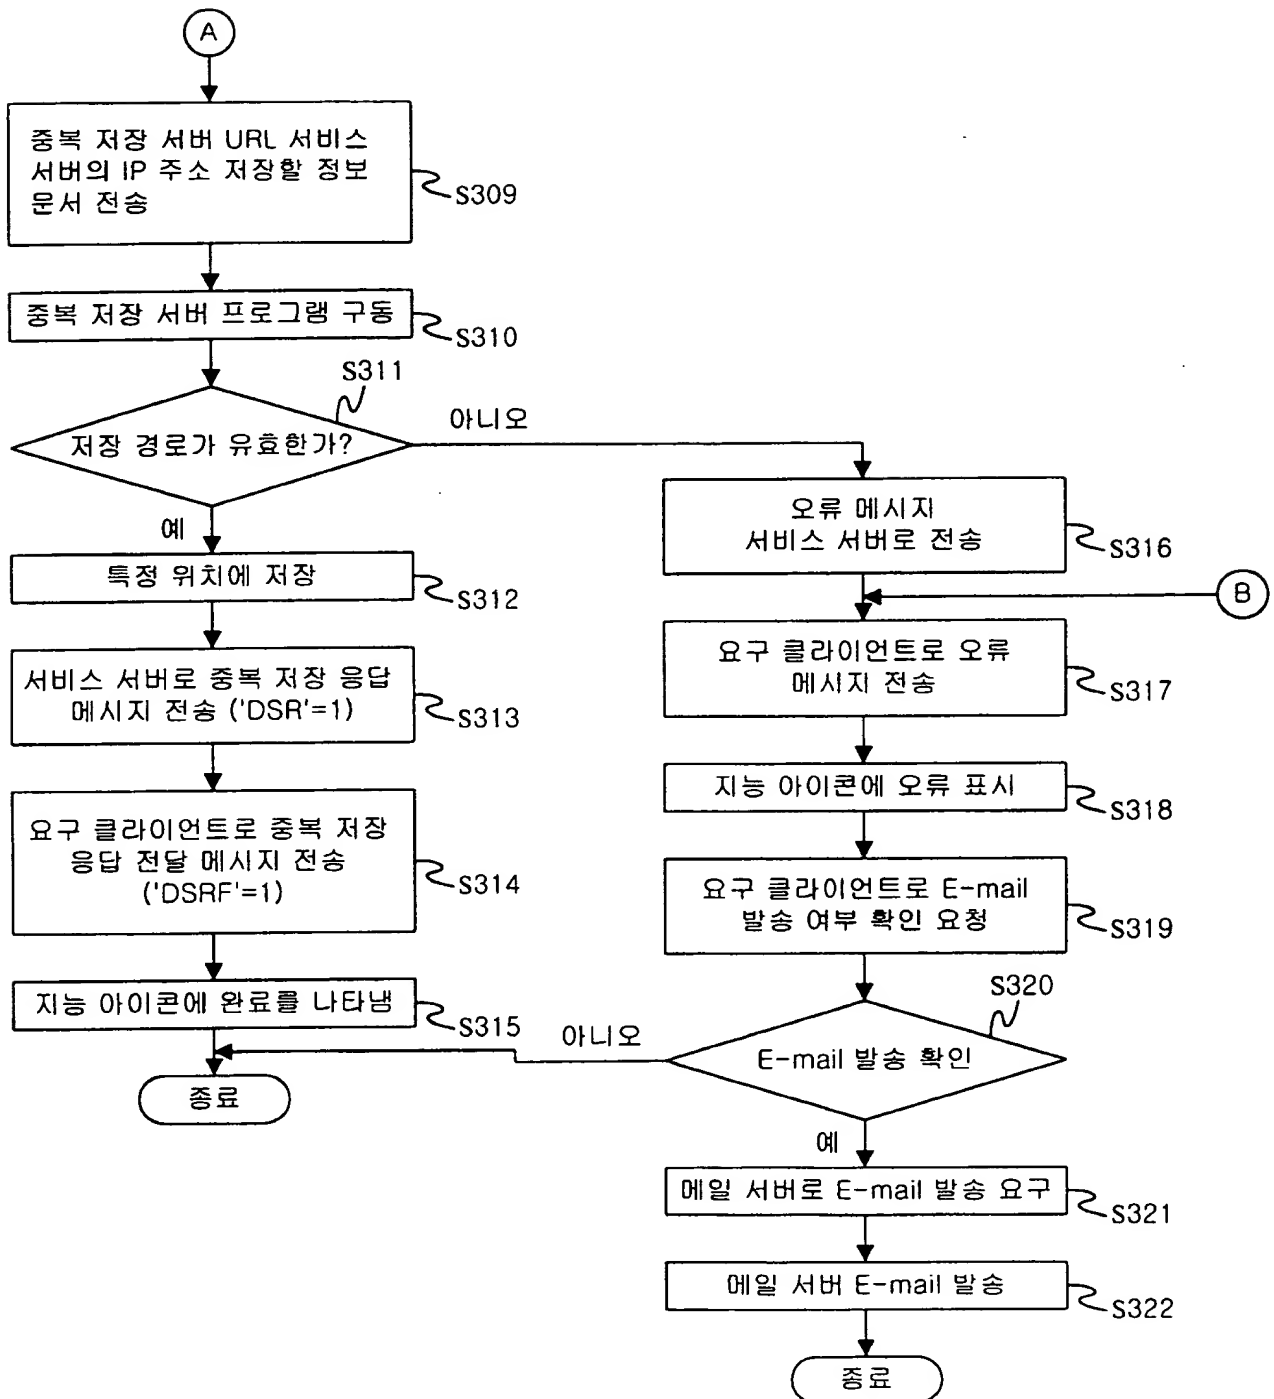 A
중복 저장 서버 URL 서비스
서버의 IP 주소 저장할 정보
문서 전송
S309
중복 저장 서버 프로그램 구동
S310
S311
저장 경로가 유효한가?
아니오
예
특정 위치에 저장
S312
서비스 서버로 중복 저장 응답
메시지 전송 ('DSR'=1)
S313
요구 클라이언트로 중복 저장
응답 전달 메시지 전송
('DSRF'=1)
S314
지능 아이콘에 완료를 나타냄
S315
종료
오류 메시지
서비스 서버로 전송
S316
B
요구 클라이언트로 오류
메시지 전송
S317
지능 아이콘에 오류 표시
S318
요구 클라이언트로 E-mail
발송 여부 확인 요청
S319
S320
E-mail 발송 확인
아니오
예
메일 서버로 E-mail 발송 요구
S321
메일 서버 E-mail 발송
S322
종료